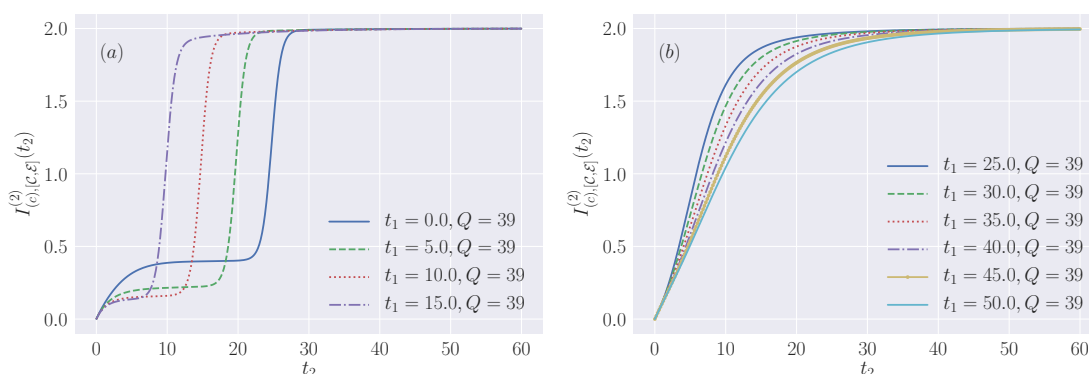 2.0
1.5
1.0
0.5
0.0
(a)
I^{(2)}_{(c),[\mathcal{C},\mathcal{E}]}(t_2)
t_1 = 0.0, Q = 39
t_1 = 5.0, Q = 39
t_1 = 10.0, Q = 39
t_1 = 15.0, Q = 39
0 10 20 30 40 50 60
t_2
2.0
1.5
1.0
0.5
0.0
(b)
I^{(2)}_{(c),[\mathcal{C},\mathcal{E}]}(t_2)
t_1 = 25.0, Q = 39
t_1 = 30.0, Q = 39
t_1 = 35.0, Q = 39
t_1 = 40.0, Q = 39
t_1 = 45.0, Q = 39
t_1 = 50.0, Q = 39
0 10 20 30 40 50 60
t_2